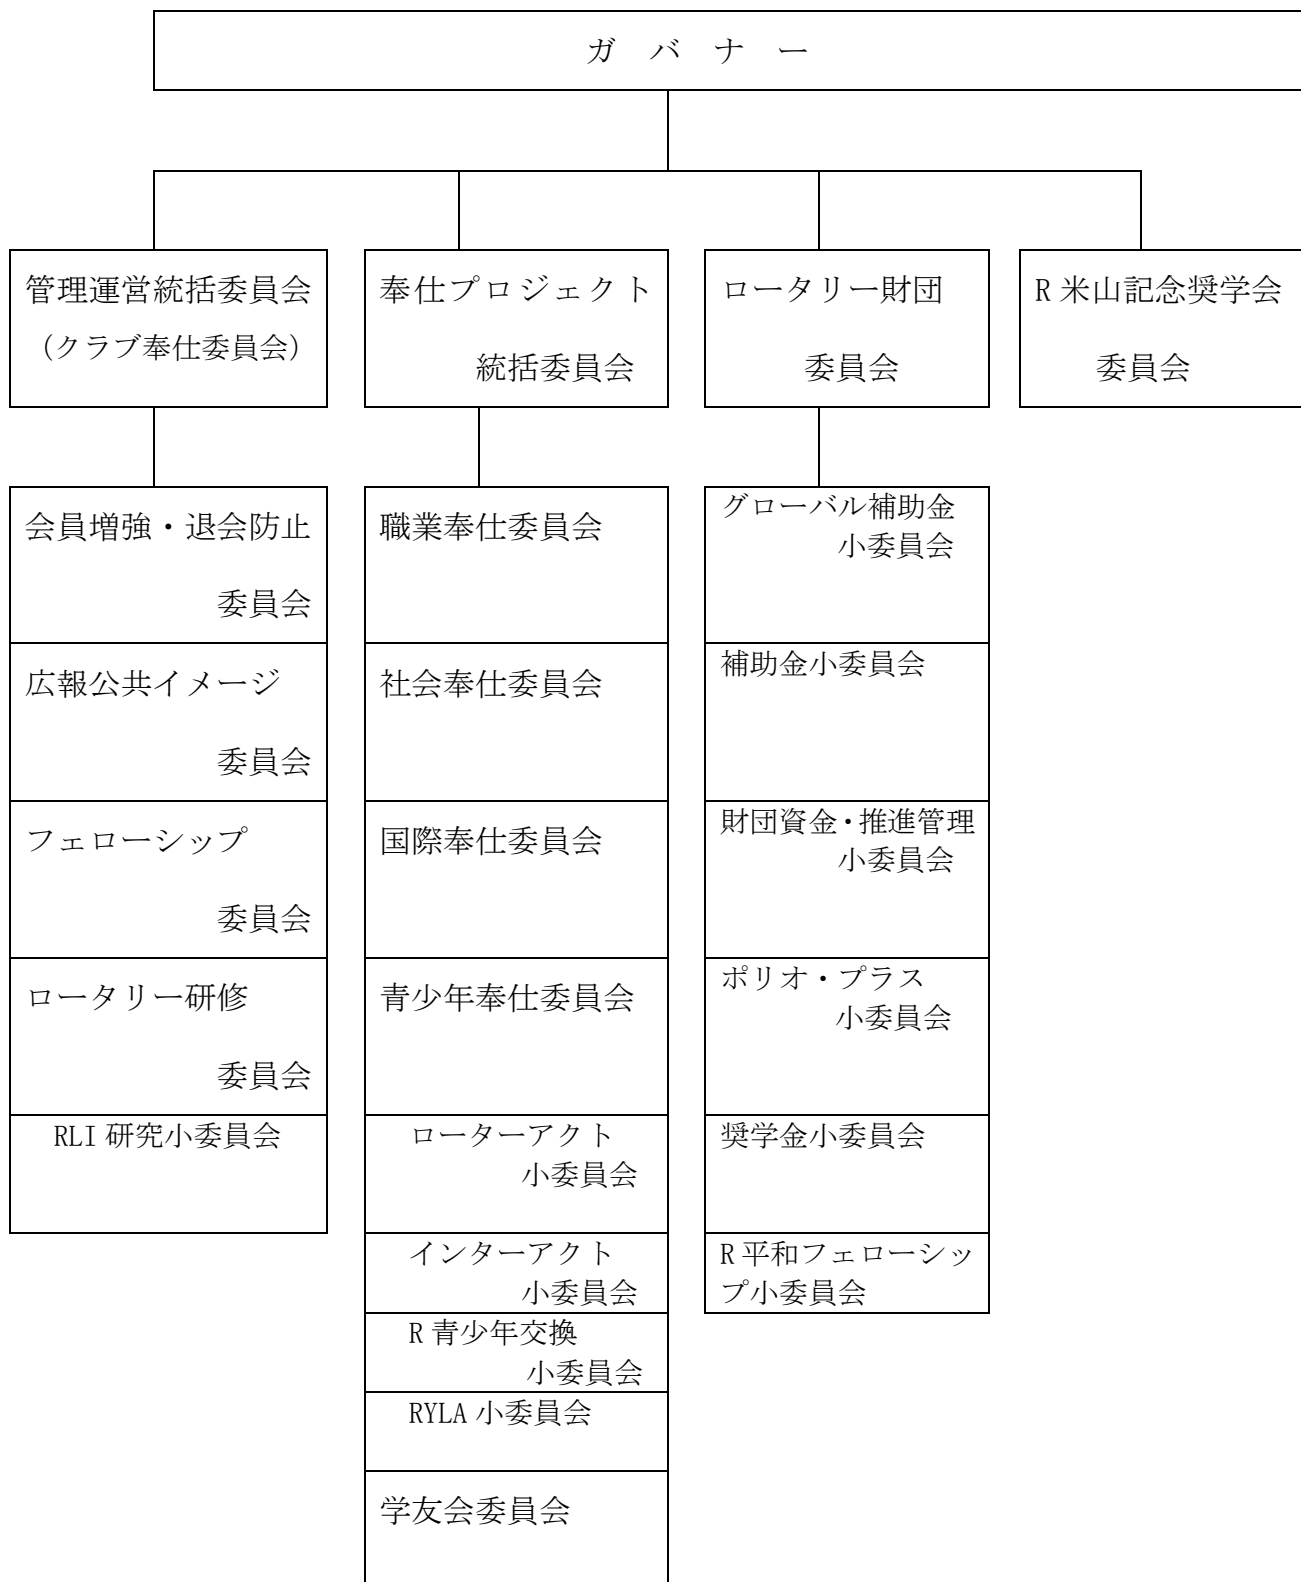 ガ バ ナ ー
管理運営統括委員会
（クラブ奉仕委員会）
奉仕プロジェクト
統括委員会
ロータリー財団
委員会
R 米山記念奨学会
委員会
会員増強・退会防止
委員会
広報公共イメージ
委員会
フェローシップ
委員会
ロータリー研修
委員会
RLI 研究小委員会
職業奉仕委員会
社会奉仕委員会
国際奉仕委員会
青少年奉仕委員会
ローターアクト
小委員会
インターアクト
小委員会
R 青少年交換
小委員会
RYLA 小委員会
学友会委員会
グローバル補助金
小委員会
補助金小委員会
財団資金・推進管理
小委員会
ポリオ・プラス
小委員会
奨学金小委員会
R 平和フェローシッ
プ小委員会